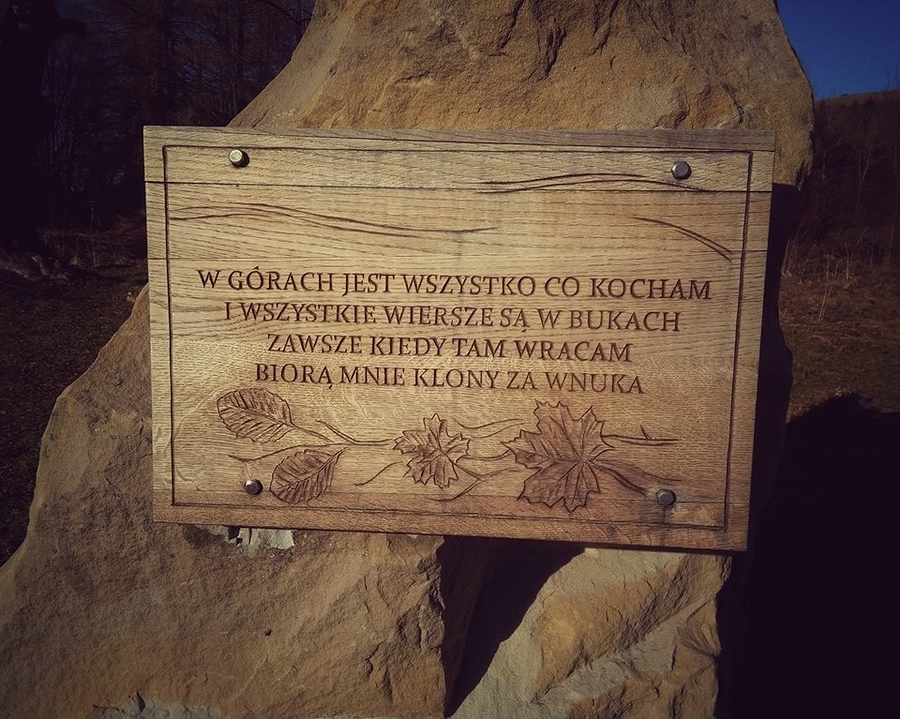 W GÓRACH JEST WSZYSTKO CO KOCHAM
I WSZYSTKIE WIERSZE SĄ W BUKACH
ZAWSZE KIEDY TAM WRACAM
BIORĄ MNIE KLONY ZA WNUKA